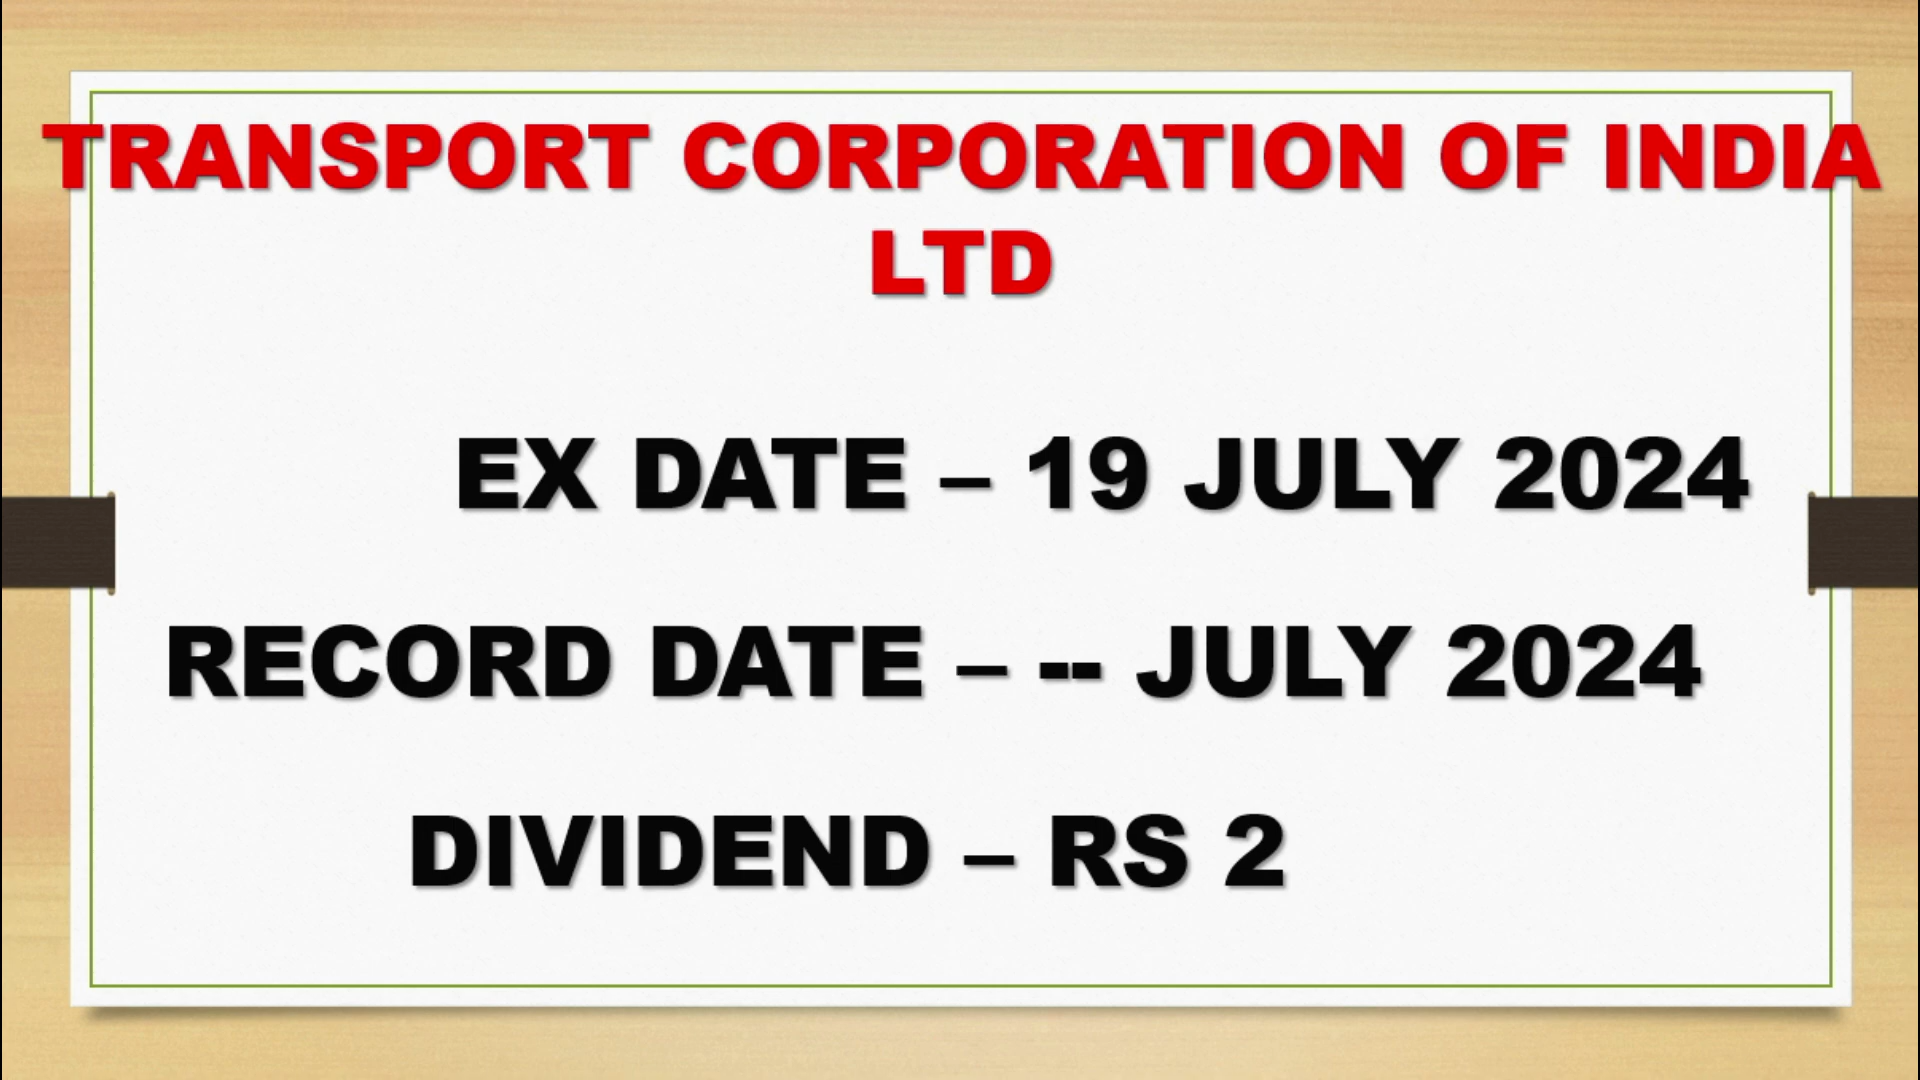 TRANSPORT CORPORATION OF INDIA
LTD
EX DATE – 19 JULY 2024
RECORD DATE – -- JULY 2024
DIVIDEND – RS 2